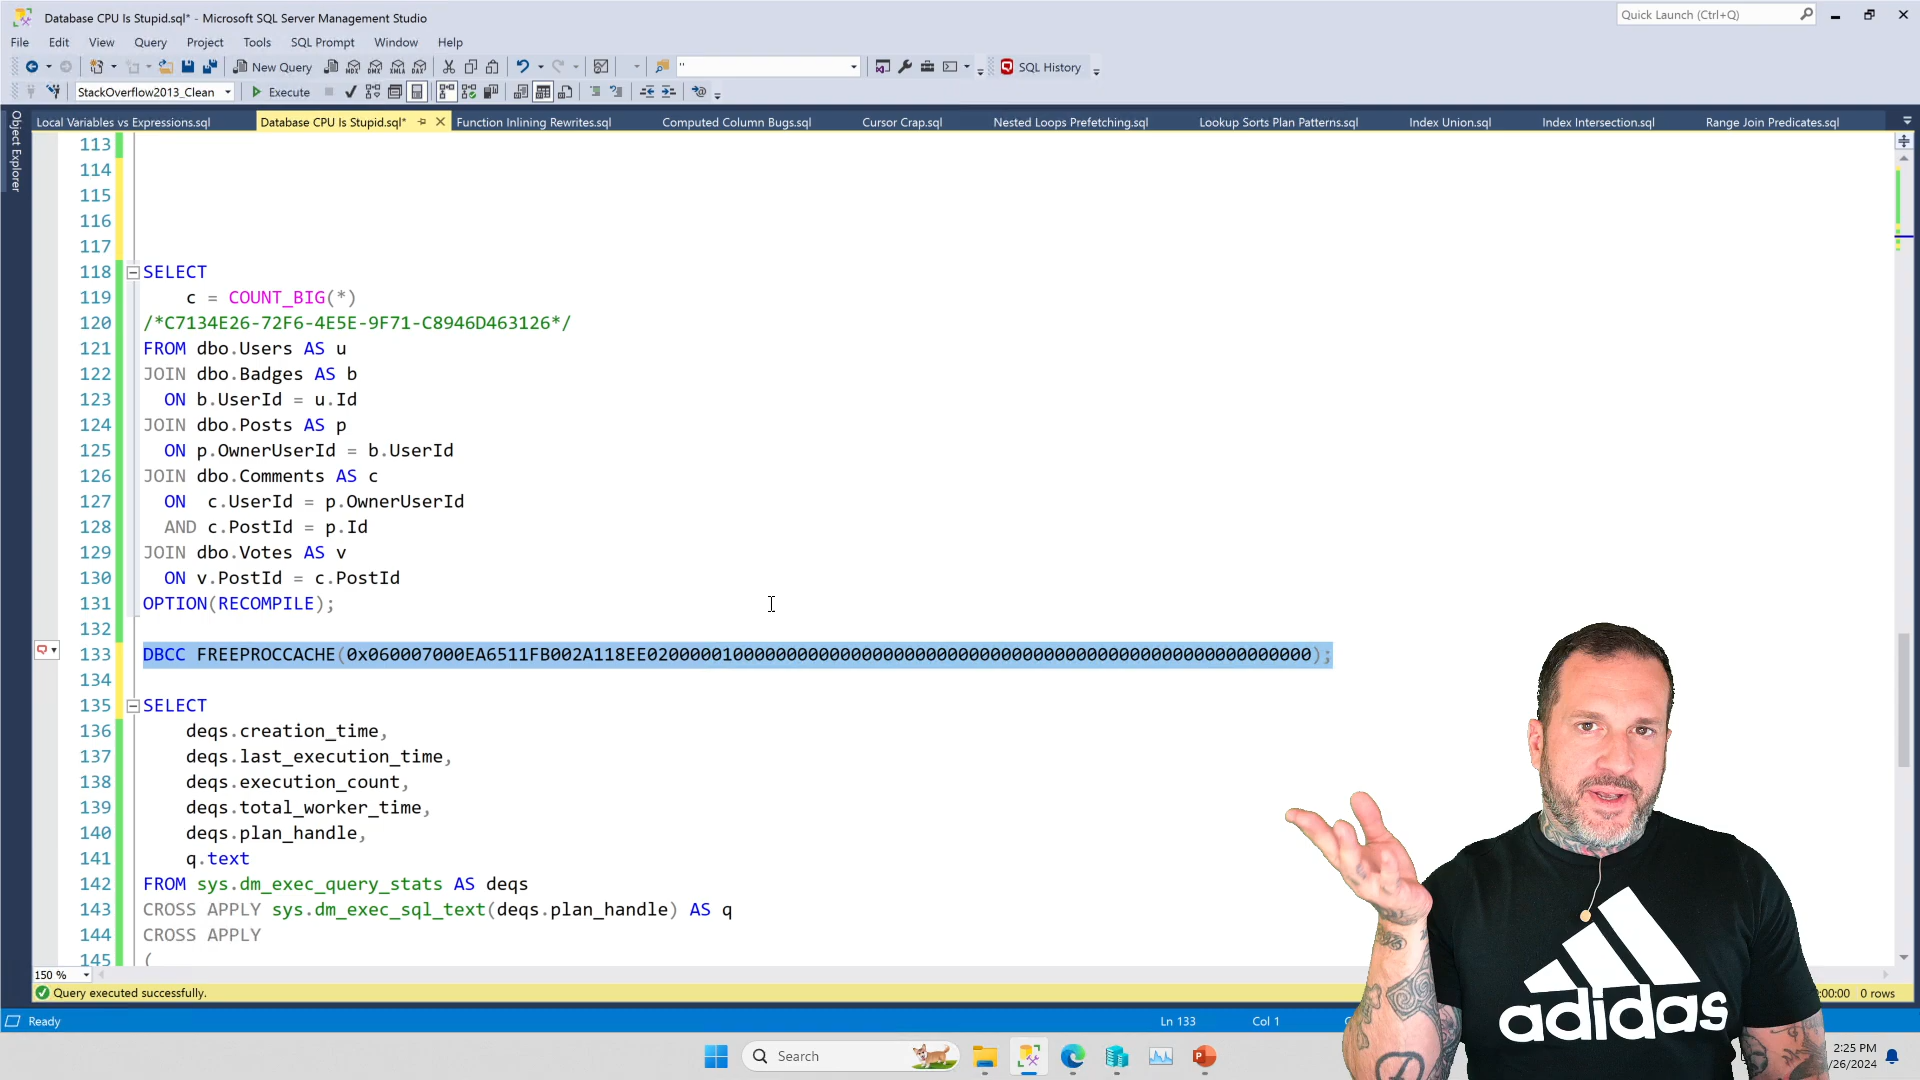 Database CPU Is Stupid.sql* - Microsoft SQL Server Management Studio
Quick Launch (Ctrl+Q)
File Edit View Query Project Tools SQL Prompt Window Help
New Query
MDX DMX XMLA DAX
"
SQL History
StackOverflow2013_Clean
Execute
Local Variables vs Expressions.sql
Database CPU Is Stupid.sql*
Function Inlining Rewrites.sql
Computed Column Bugs.sql
Cursor Crap.sql
Nested Loops Prefetching.sql
Lookup Sorts Plan Patterns.sql
Index Union.sql
Index Intersection.sql
Range Join Predicates.sql
Object Explorer
113
114
115
116
117
118 SELECT
119 c = COUNT_BIG(*)
120 /*C7134E26-72F6-4E5E-9F71-C8946D463126*/
121 FROM dbo.Users AS u
122 JOIN dbo.Badges AS b
123 ON b.UserId = u.Id
124 JOIN dbo.Posts AS p
125 ON p.OwnerUserId = b.UserId
126 JOIN dbo.Comments AS c
127 ON c.UserId = p.OwnerUserId
128 AND c.PostId = p.Id
129 JOIN dbo.Votes AS v
130 ON v.PostId = c.PostId
131 OPTION(RECOMPILE);
132
133 DBCC FREEPROCCACHE(0x060007000EA6511FB002A118EE02000001000000000000000000000000000000000000000000000000000000);
134
135 SELECT
136 deqs.creation_time,
137 deqs.last_execution_time,
138 deqs.execution_count,
139 deqs.total_worker_time,
140 deqs.plan_handle,
141 q.text
142 FROM sys.dm_exec_query_stats AS deqs
143 CROSS APPLY sys.dm_exec_sql_text(deqs.plan_handle) AS q
144 CROSS APPLY
145 (
150 %
Query executed successfully.
:00:00 0 rows
Ready
Ln 133
Col 1
adidas
Search
2:25 PM
/26/2024